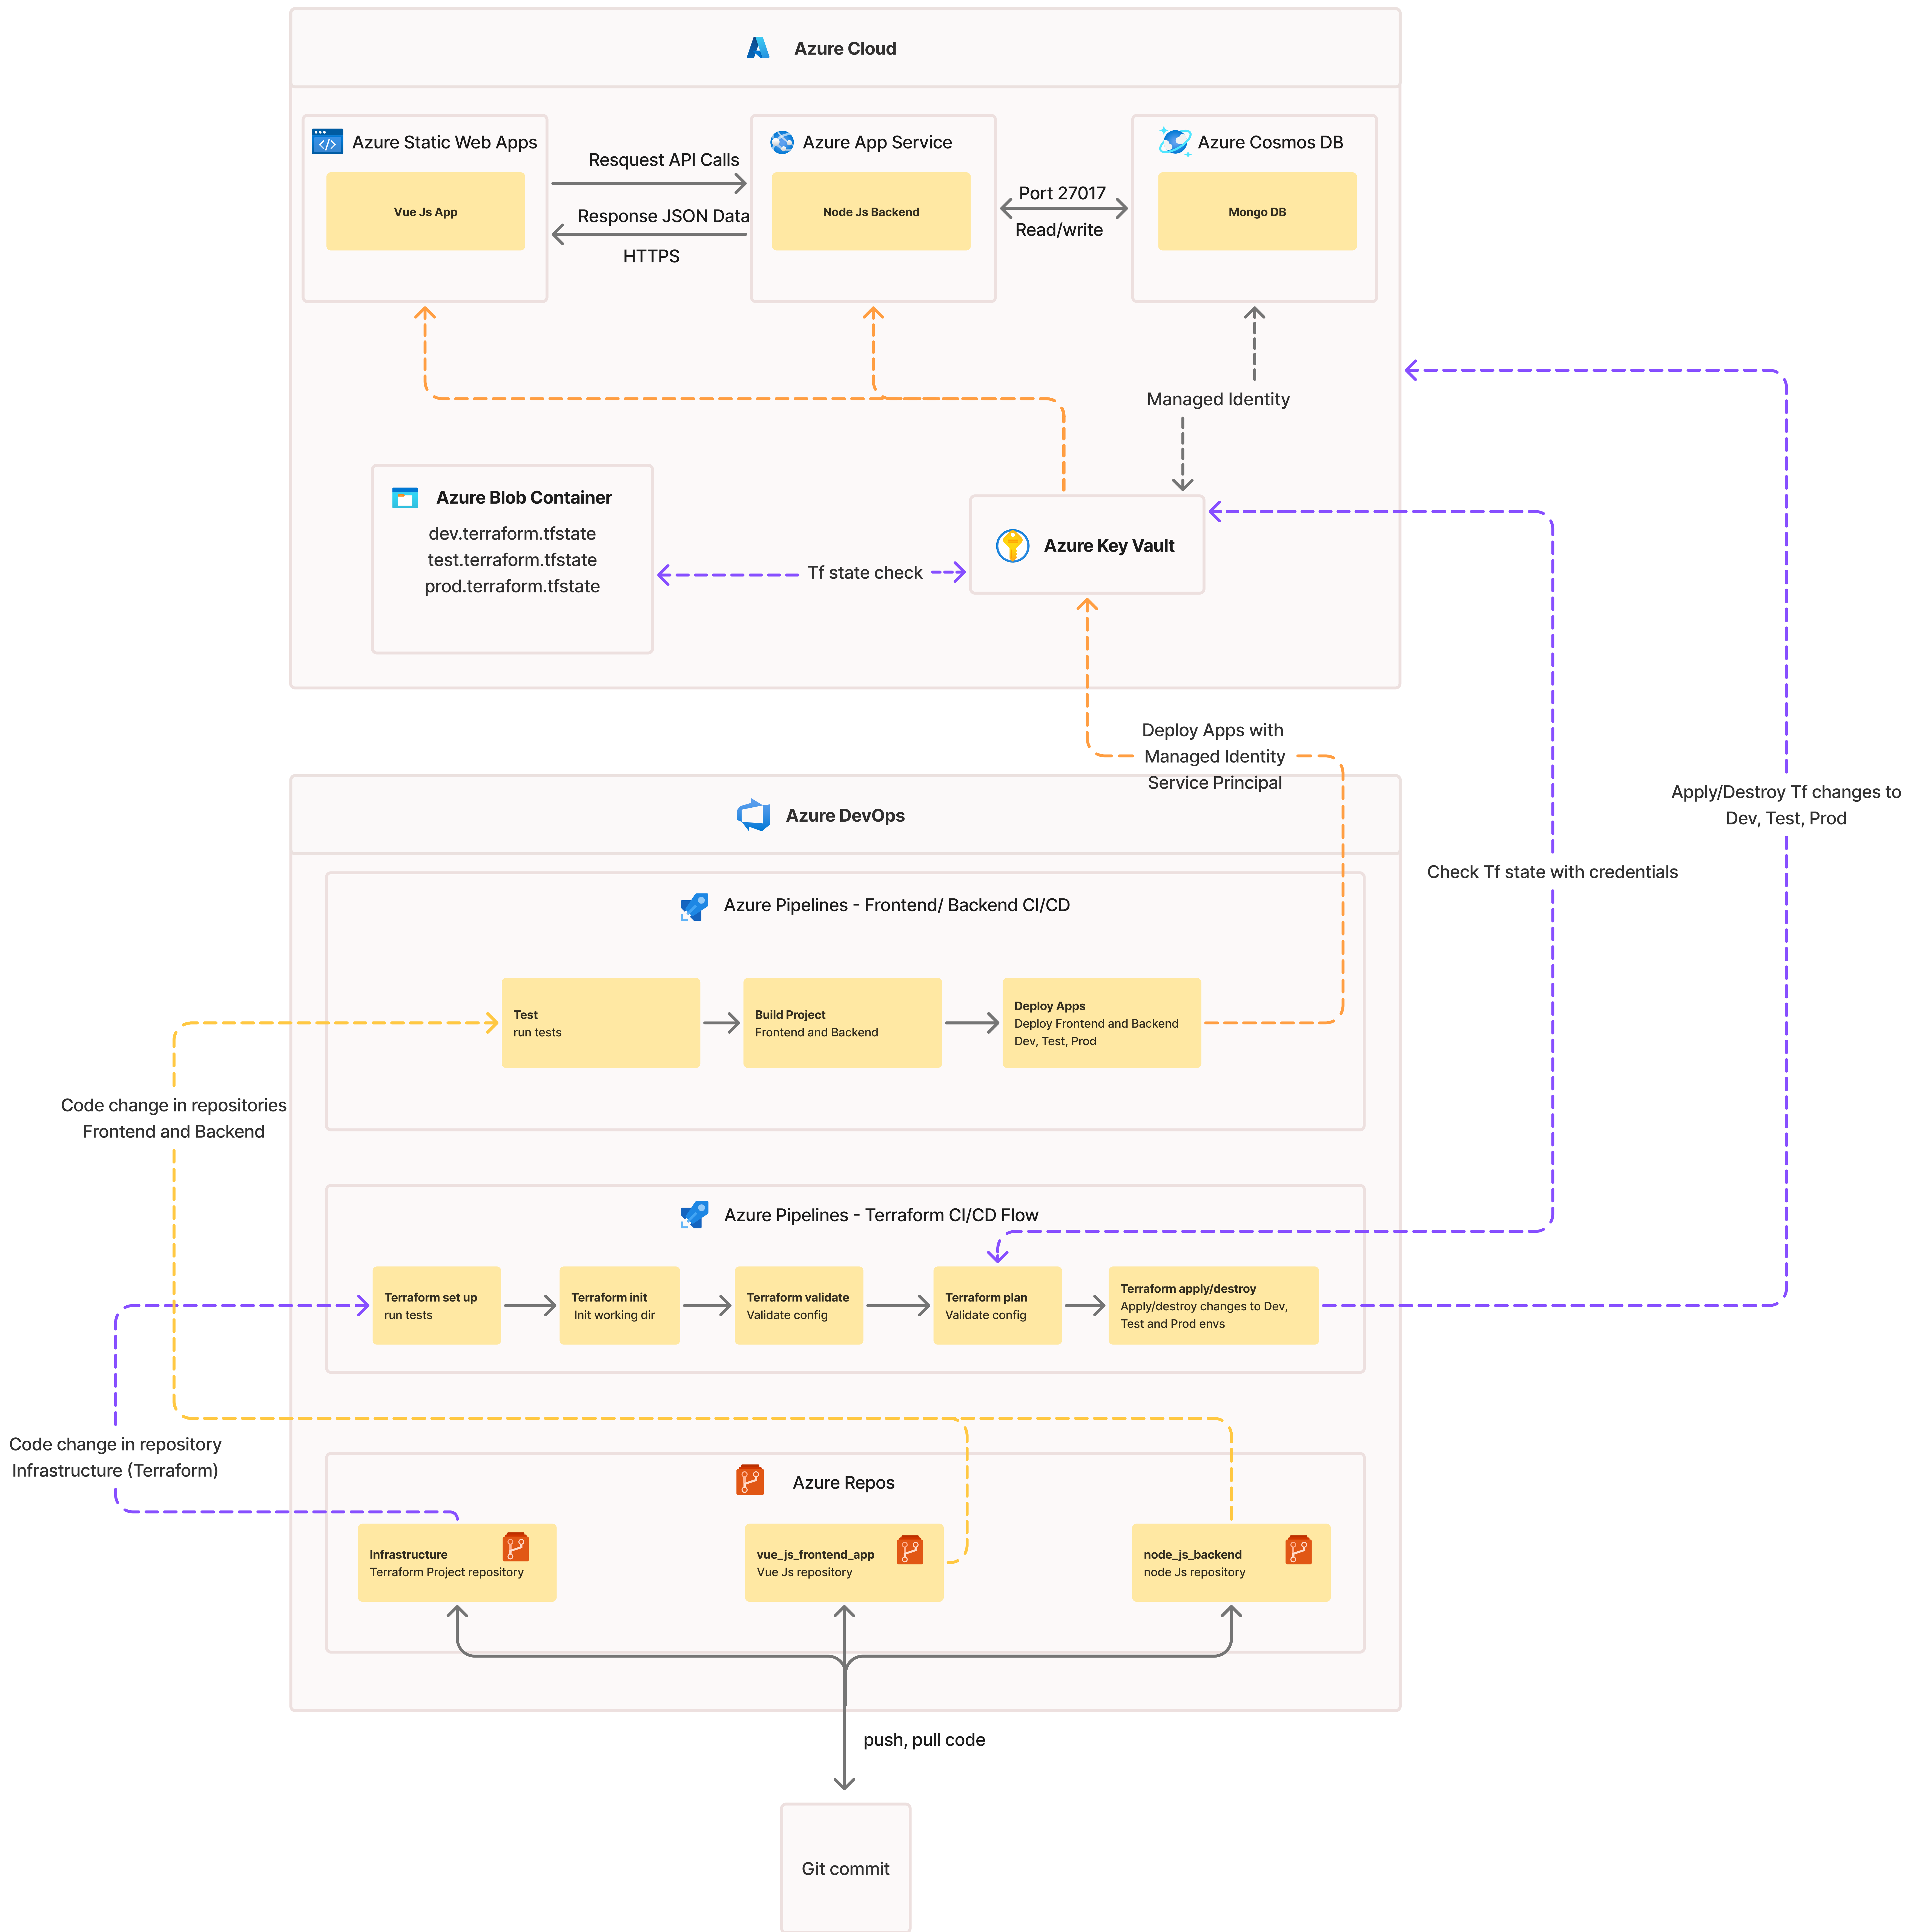 Azure Cloud
Azure Static Web Apps
Vue Js App
Resquest API Calls
Response JSON Data
HTTPS
Azure App Service
Node Js Backend
Port 27017
Read/write
Azure Cosmos DB
Mongo DB
Managed Identity
Azure Blob Container
dev.terraform.tfstate
test.terraform.tfstate
prod.terraform.tfstate
Tf state check
Azure Key Vault
Deploy Apps with
Managed Identity
Service Principal
Apply/Destroy Tf changes to
Dev, Test, Prod
Check Tf state with credentials
Azure DevOps
Azure Pipelines - Frontend/ Backend CI/CD
Test
run tests
Build Project
Frontend and Backend
Deploy Apps
Deploy Frontend and Backend
Dev, Test, Prod
Code change in repositories
Frontend and Backend
Azure Pipelines - Terraform CI/CD Flow
Terraform set up
run tests
Terraform init
Init working dir
Terraform validate
Validate config
Terraform plan
Validate config
Terraform apply/destroy
Apply/destroy changes to Dev,
Test and Prod envs
Code change in repository
Infrastructure (Terraform)
Azure Repos
Infrastructure
Terraform Project repository
vue_js_frontend_app
Vue Js repository
node_js_backend
node Js repository
push, pull code
Git commit